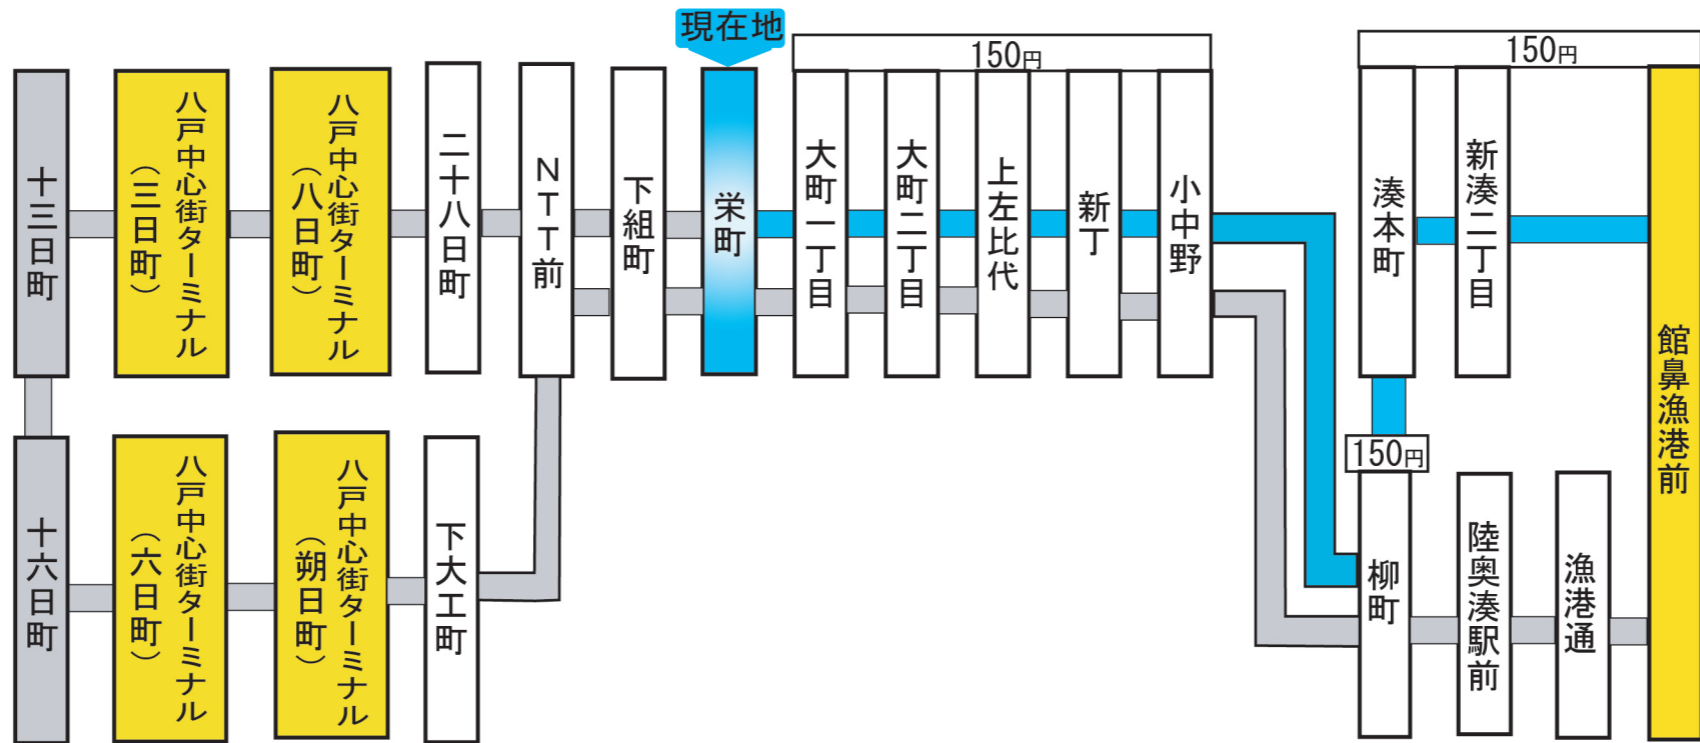 現在地
150円
150円
十三日町
八戸中心街ターミナル
（三日町）
八戸中心街ターミナル
（八日町）
二十八日町
NTT前
下組町
栄町
大町一丁目
大町二丁目
上左比代
新丁
小中野
湊本町
新湊二丁目
館鼻漁港前
150円
十六日町
八戸中心街ターミナル
（六日町）
八戸中心街ターミナル
（朔日町）
下大工町
柳町
陸奥湊駅前
漁港通